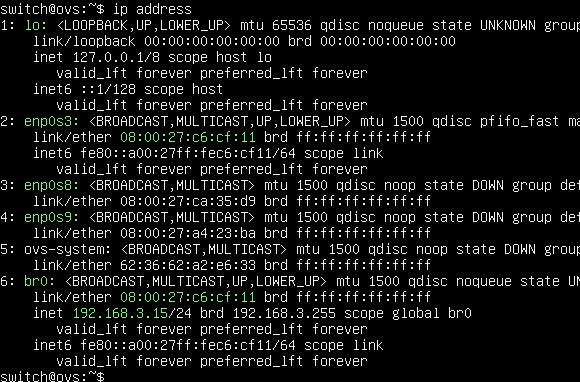 switch@ovs:~$ ip address
1: lo: <LOOPBACK,UP,LOWER_UP> mtu 65536 qdisc noqueue state UNKNOWN group
    link/loopback 00:00:00:00:00:00 brd 00:00:00:00:00:00
    inet 127.0.0.1/8 scope host lo
       valid_lft forever preferred_lft forever
    inet6 ::1/128 scope host
       valid_lft forever preferred_lft forever
2: enp0s3: <BROADCAST,MULTICAST,UP,LOWER_UP> mtu 1500 qdisc pfifo_fast ma
    link/ether 08:00:27:c6:cf:11 brd ff:ff:ff:ff:ff:ff
    inet6 fe80::a00:27ff:fec6:cf11/64 scope link
       valid_lft forever preferred_lft forever
3: enp0s8: <BROADCAST,MULTICAST> mtu 1500 qdisc noop state DOWN group def
    link/ether 08:00:27:ca:35:d9 brd ff:ff:ff:ff:ff:ff
4: enp0s9: <BROADCAST,MULTICAST> mtu 1500 qdisc noop state DOWN group def
    link/ether 08:00:27:a4:23:ba brd ff:ff:ff:ff:ff:ff
5: ovs-system: <BROADCAST,MULTICAST> mtu 1500 qdisc noop state DOWN group
    link/ether 62:36:62:a2:e6:33 brd ff:ff:ff:ff:ff:ff
6: br0: <BROADCAST,MULTICAST,UP,LOWER_UP> mtu 1500 qdisc noqueue state UN
    link/ether 08:00:27:c6:cf:11 brd ff:ff:ff:ff:ff:ff
    inet 192.168.3.15/24 brd 192.168.3.255 scope global br0
       valid_lft forever preferred_lft forever
    inet6 fe80::a00:27ff:fec6:cf11/64 scope link
       valid_lft forever preferred_lft forever
switch@ovs:~$